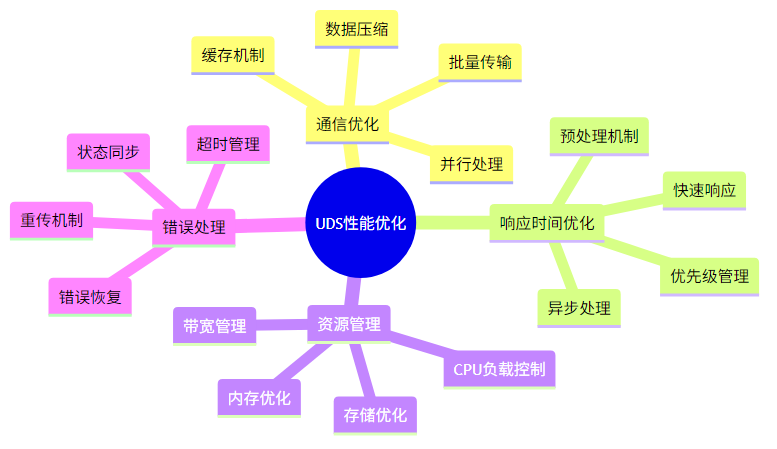 数据压缩
缓存机制
批量传输
通信优化
并行处理
预处理机制
快速响应
响应时间优化
优先级管理
异步处理
超时管理
状态同步
重传机制
错误处理
错误恢复
UDS性能优化
带宽管理
资源管理
CPU负载控制
内存优化
存储优化